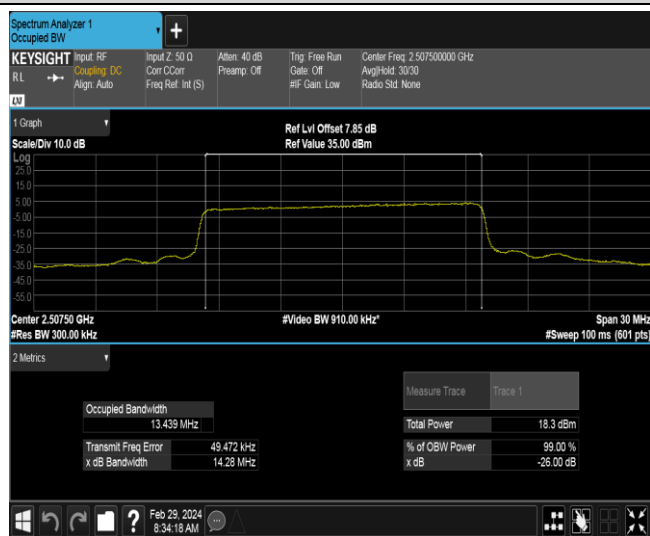 Spectrum Analyzer 1
Occupied BW
+
KEYSIGHT
RL
LXI
Input: RF
Coupling: DC
Align: Auto
Input Z: 50 Ω
Corr CCorr
Freq Ref: Int (S)
Atten: 40 dB
Preamp: Off
Trig: Free Run
Gate: Off
#IF Gain: Low
Center Freq: 2.507500000 GHz
Avg|Hold: 30/30
Radio Std: None
1 Graph
Scale/Div 10.0 dB
Ref Lvl Offset 7.85 dB
Ref Value 35.00 dBm
Log
25.0
15.0
5.00
-5.00
-15.0
-25.0
-35.0
-45.0
-55.0
Center 2.50750 GHz
#Res BW 300.00 kHz
#Video BW 910.00 kHz*
Span 30 MHz
#Sweep 100 ms (601 pts)
2 Metrics
Measure Trace Trace 1
Occupied Bandwidth
13.439 MHz
Total Power 18.3 dBm
Transmit Freq Error 49.472 kHz
% of OBW Power 99.00 %
x dB Bandwidth 14.28 MHz
x dB -26.00 dB
?
Feb 29, 2024
8:34:18 AM